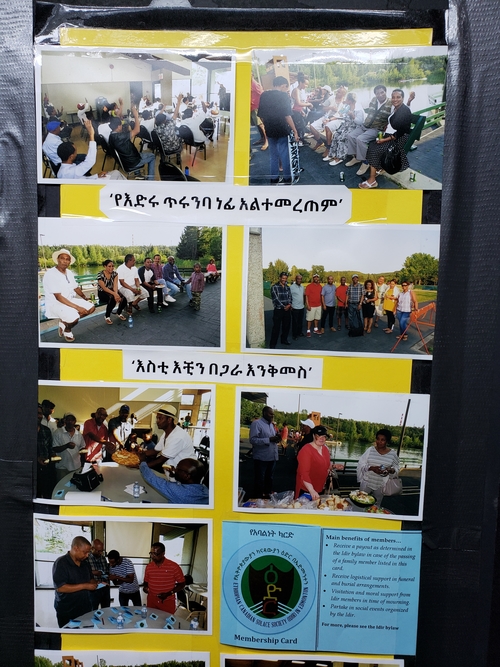 'የእድሩ ጥሩንባ ነፊ አልተመረጠም'
'እስቲ እቺን በጋራ እንቅመስ'
የአባልነት ካርድ
Membership Card
Main benefits of members...
• Receive a payout as determined in the Idir bylaw in case of the passing of a family member listed in this card.
• Receive logistical support in funeral and burial arrangements.
• Visitation and moral support from Idir members in time of mourning
• Partake in social events organized by the Idir.
For more, please see the Idir bylaw